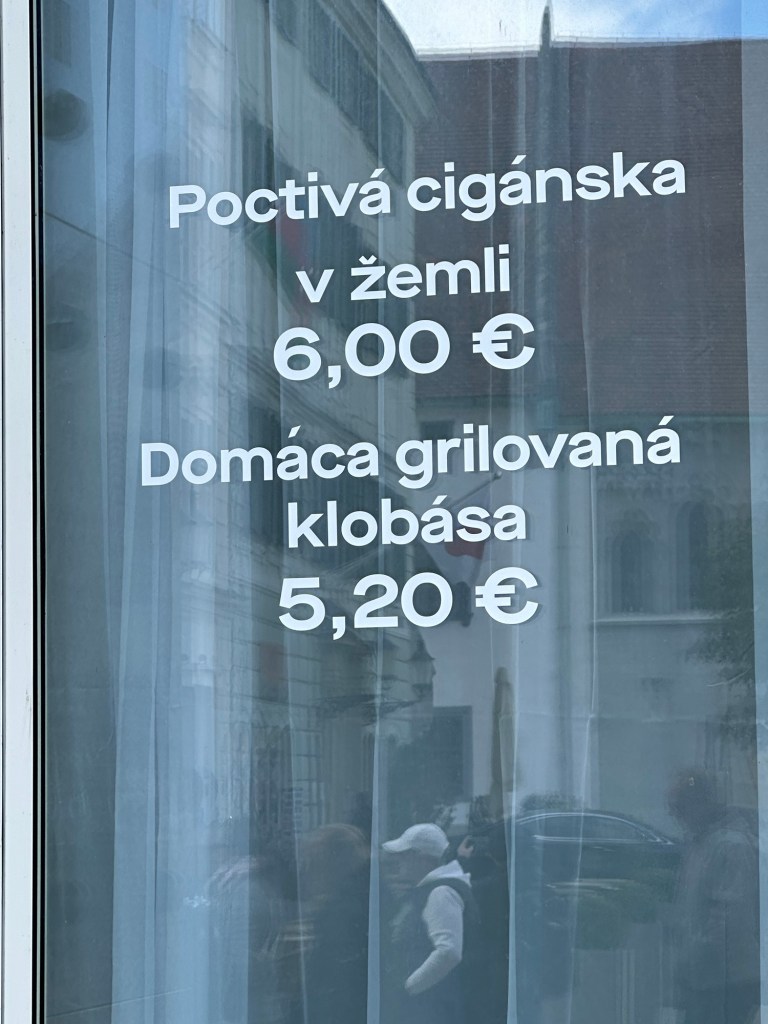 Poctivá cigánska
v žemli
6,00 €
Domáca grilovaná
klobása
5,20 €